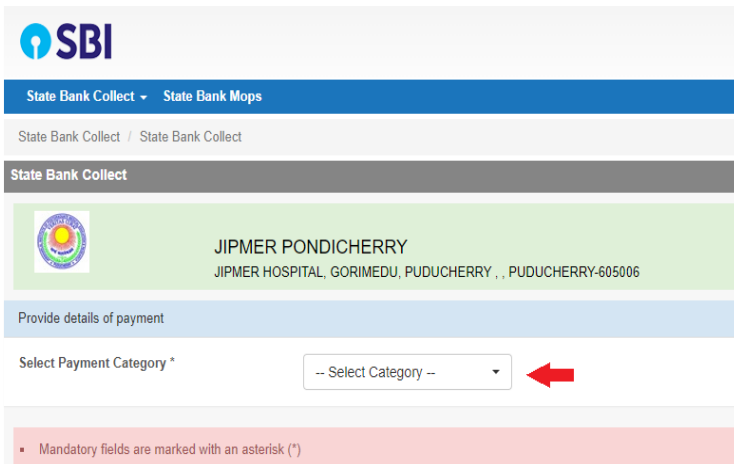 SBI
State Bank Collect State Bank Mops
State Bank Collect / State Bank Collect
State Bank Collect
JIPMER PONDICHERRY
JIPMER HOSPITAL, GORIMEDU, PUDUCHERRY , , PUDUCHERRY-605006
Provide details of payment
Select Payment Category *
-- Select Category --
Mandatory fields are marked with an asterisk (*)